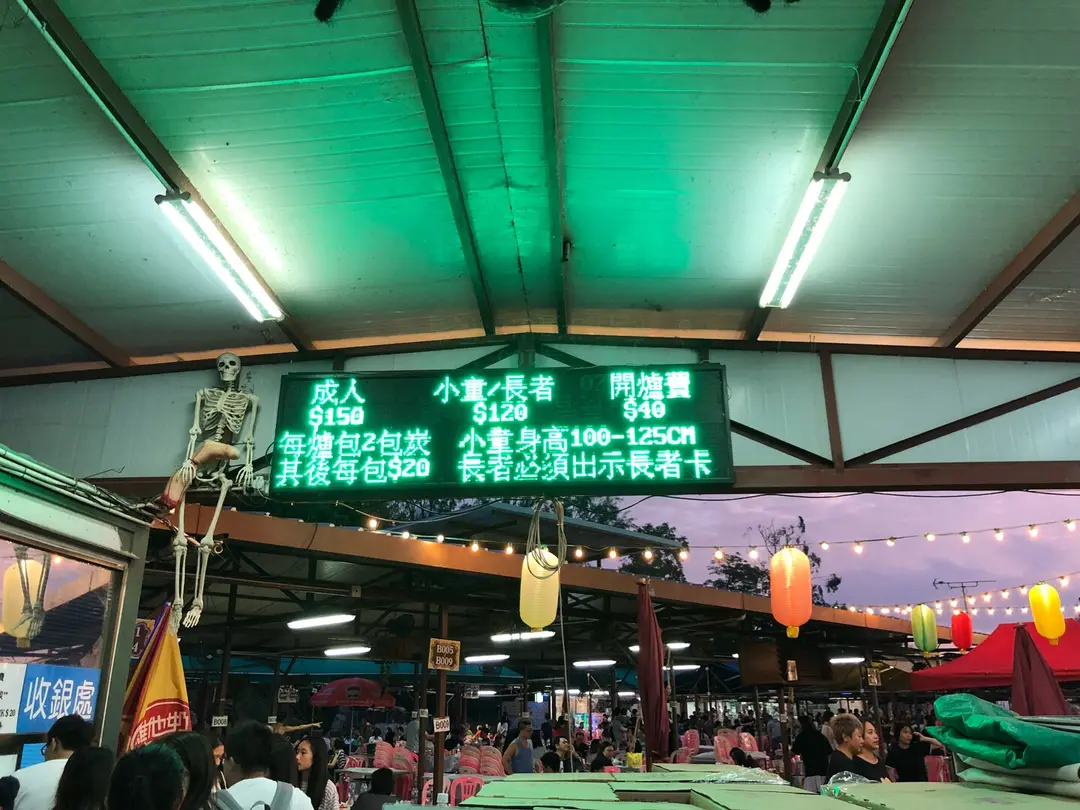 成人 小童/長者 開爐費
$150 $120 $40
每爐包2包炭 小童身高100-125CM
其後每包$20 長者必須出示長者卡
B005
B009
B008
B001
收銀處